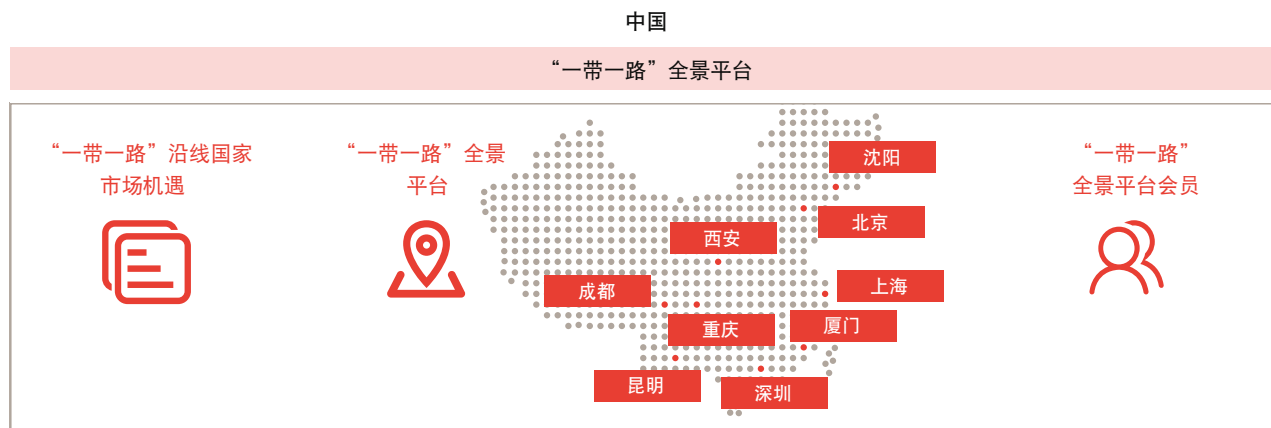 中国
“一带一路”全景平台
“一带一路”沿线国家
市场机遇
“一带一路”全景
平台
“一带一路”
全景平台会员
沈阳
北京
西安
上海
成都
厦门
重庆
昆明
深圳